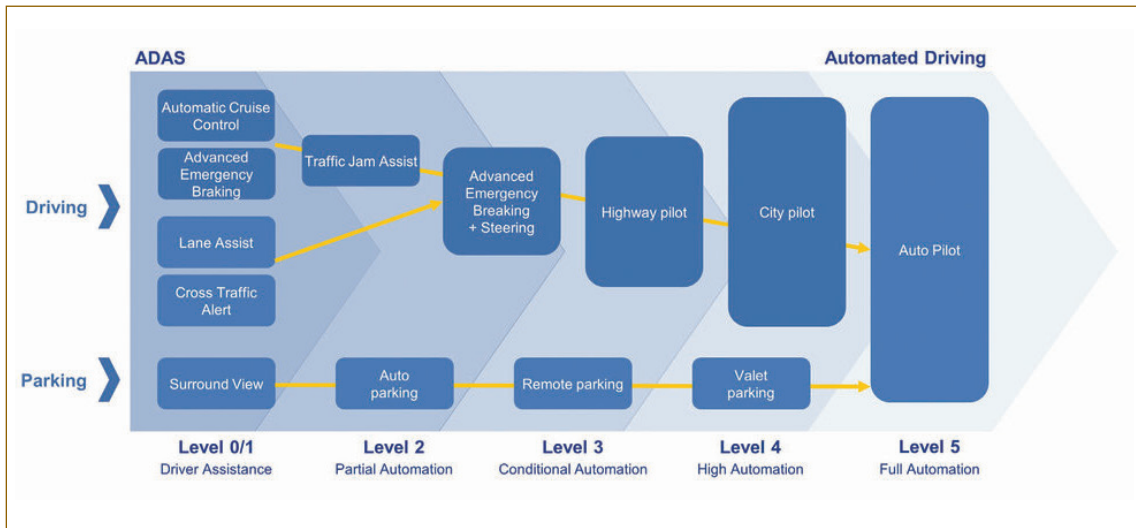 ADAS
Automated Driving
Driving
Automatic Cruise
Control
Advanced
Emergency
Braking
Lane Assist
Cross Traffic
Alert
Traffic Jam Assist
Advanced
Emergency
Breaking
+ Steering
Highway pilot
City pilot
Auto Pilot
Parking
Surround View
Auto
parking
Remote parking
Valet
parking
Level 0/1
Driver Assistance
Level 2
Partial Automation
Level 3
Conditional Automation
Level 4
High Automation
Level 5
Full Automation